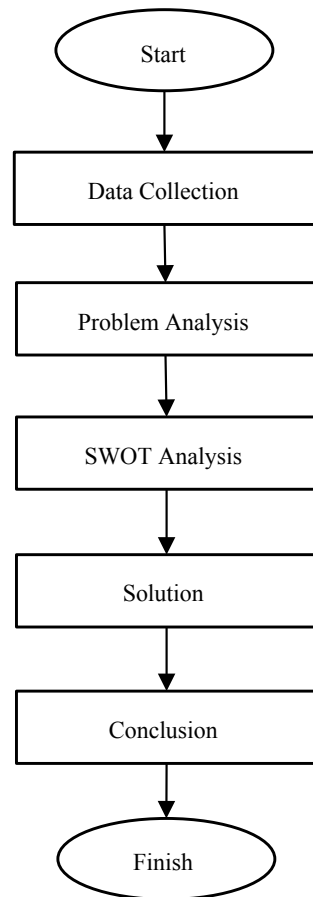 Start
Data Collection
Problem Analysis
SWOT Analysis
Solution
Conclusion
Finish